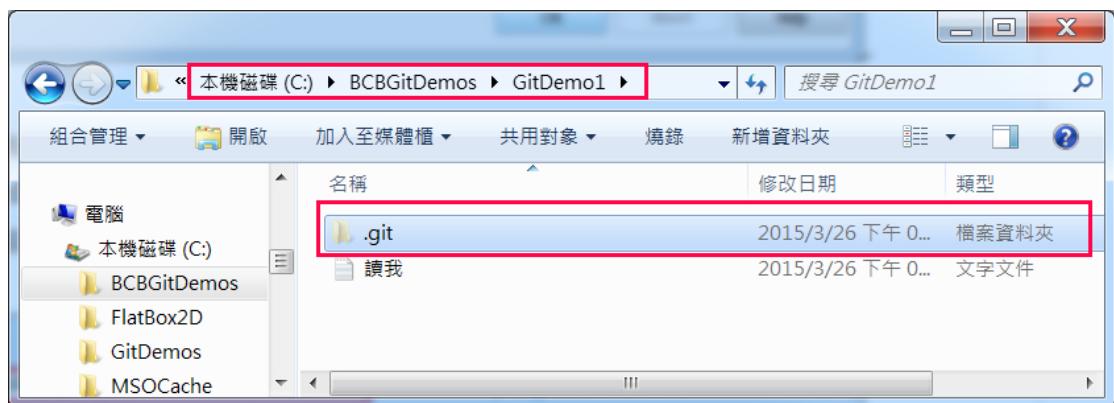 « 本機磁碟 (C:) ▸ BCBGitDemos ▸ GitDemo1 ▸ 搜尋 GitDemo1
組合管理 開啟 加入至媒體櫃 共用對象 燒錄 新增資料夾
名稱 修改日期 類型
電腦
本機磁碟 (C:)
BCBGitDemos
FlatBox2D
GitDemos
MSOCache
.git 2015/3/26 下午 0... 檔案資料夾
讀我 2015/3/26 下午 0... 文字文件